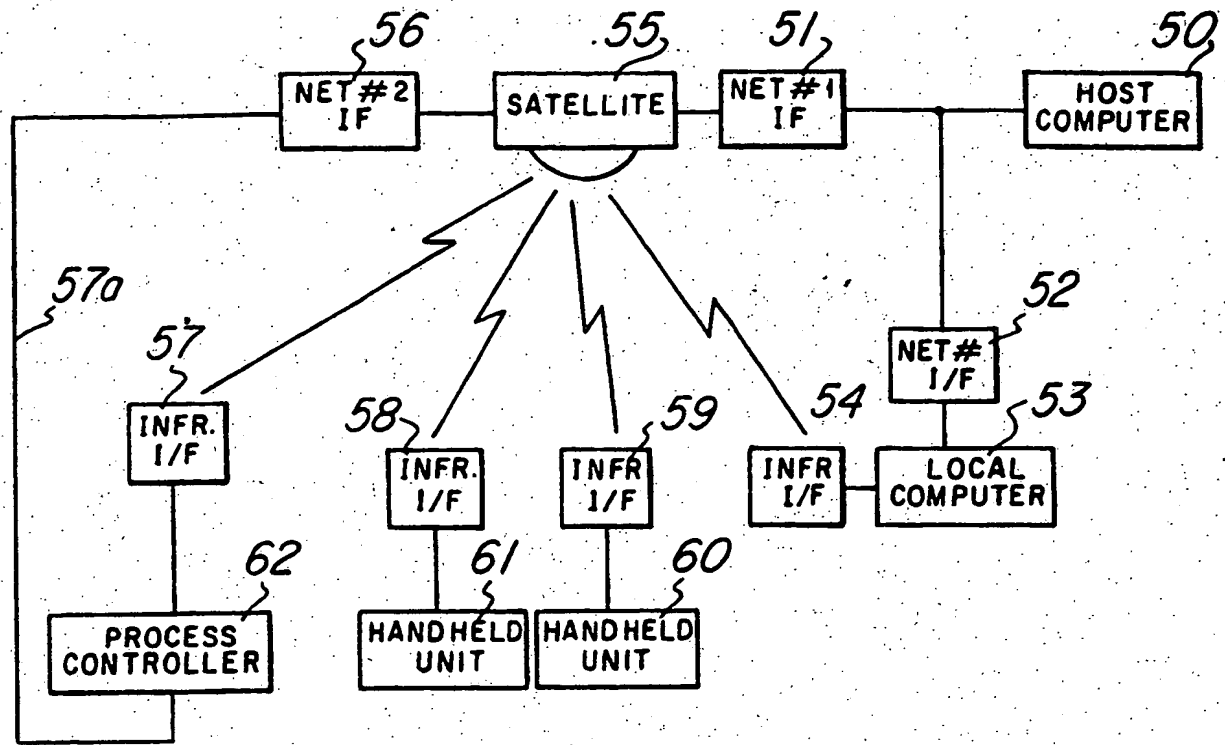 56
55
51
50
NET #2
IF
SATELLITE
NET #1
IF
HOST
COMPUTER
57a
52
NET#
I/F
57
INFR.
I/F
58
INFR.
I/F
59
INFR
I/F
54
INFR
I/F
53
LOCAL
COMPUTER
62
PROCESS
CONTROLLER
61
HANDHELD
UNIT
60
HANDHELD
UNIT